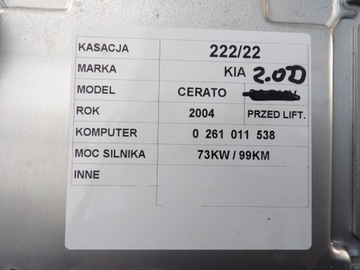 KASACJA 222/22
MARKA KIA 2.0D
MODEL CERATO
ROK 2004 PRZED LIFT.
KOMPUTER 0 261 011 538
MOC SILNIKA 73KW / 99KM
INNE